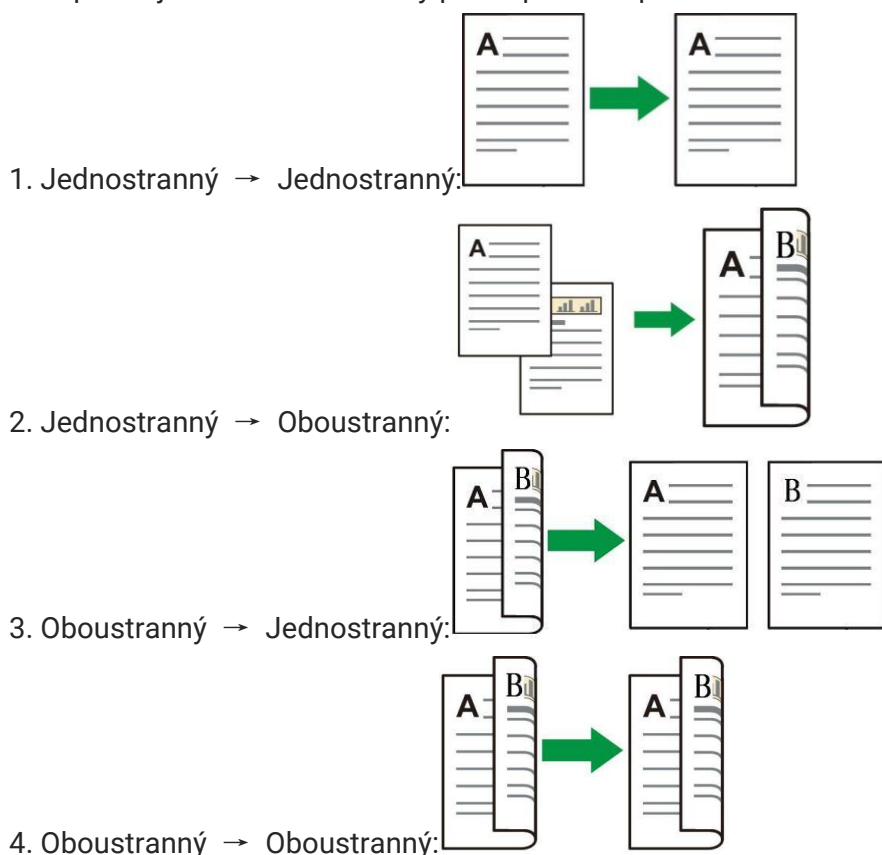 A A
1. Jednostranný → Jednostranný:
A A B
2. Jednostranný → Oboustranný:
A B A B
3. Oboustranný → Jednostranný:
A B A B
4. Oboustranný → Oboustranný: